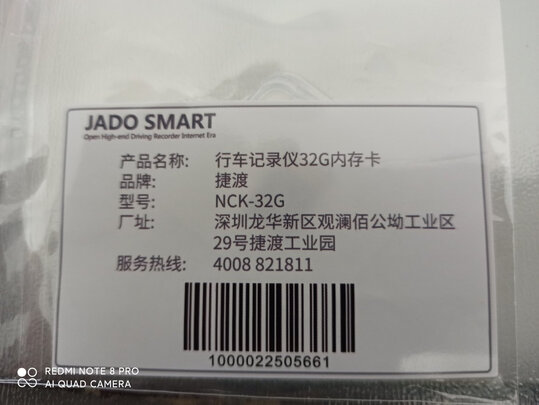 JADO SMART
Open High-end Driving Recorder Internet Era
产品名称: 行车记录仪32G内存卡
品牌: 捷渡
型号: NCK-32G
厂址: 深圳龙华新区观澜佰公坳工业区
29号捷渡工业园
服务热线: 4008 821811
1000022505661
REDMI NOTE 8 PRO
AI QUAD CAMERA